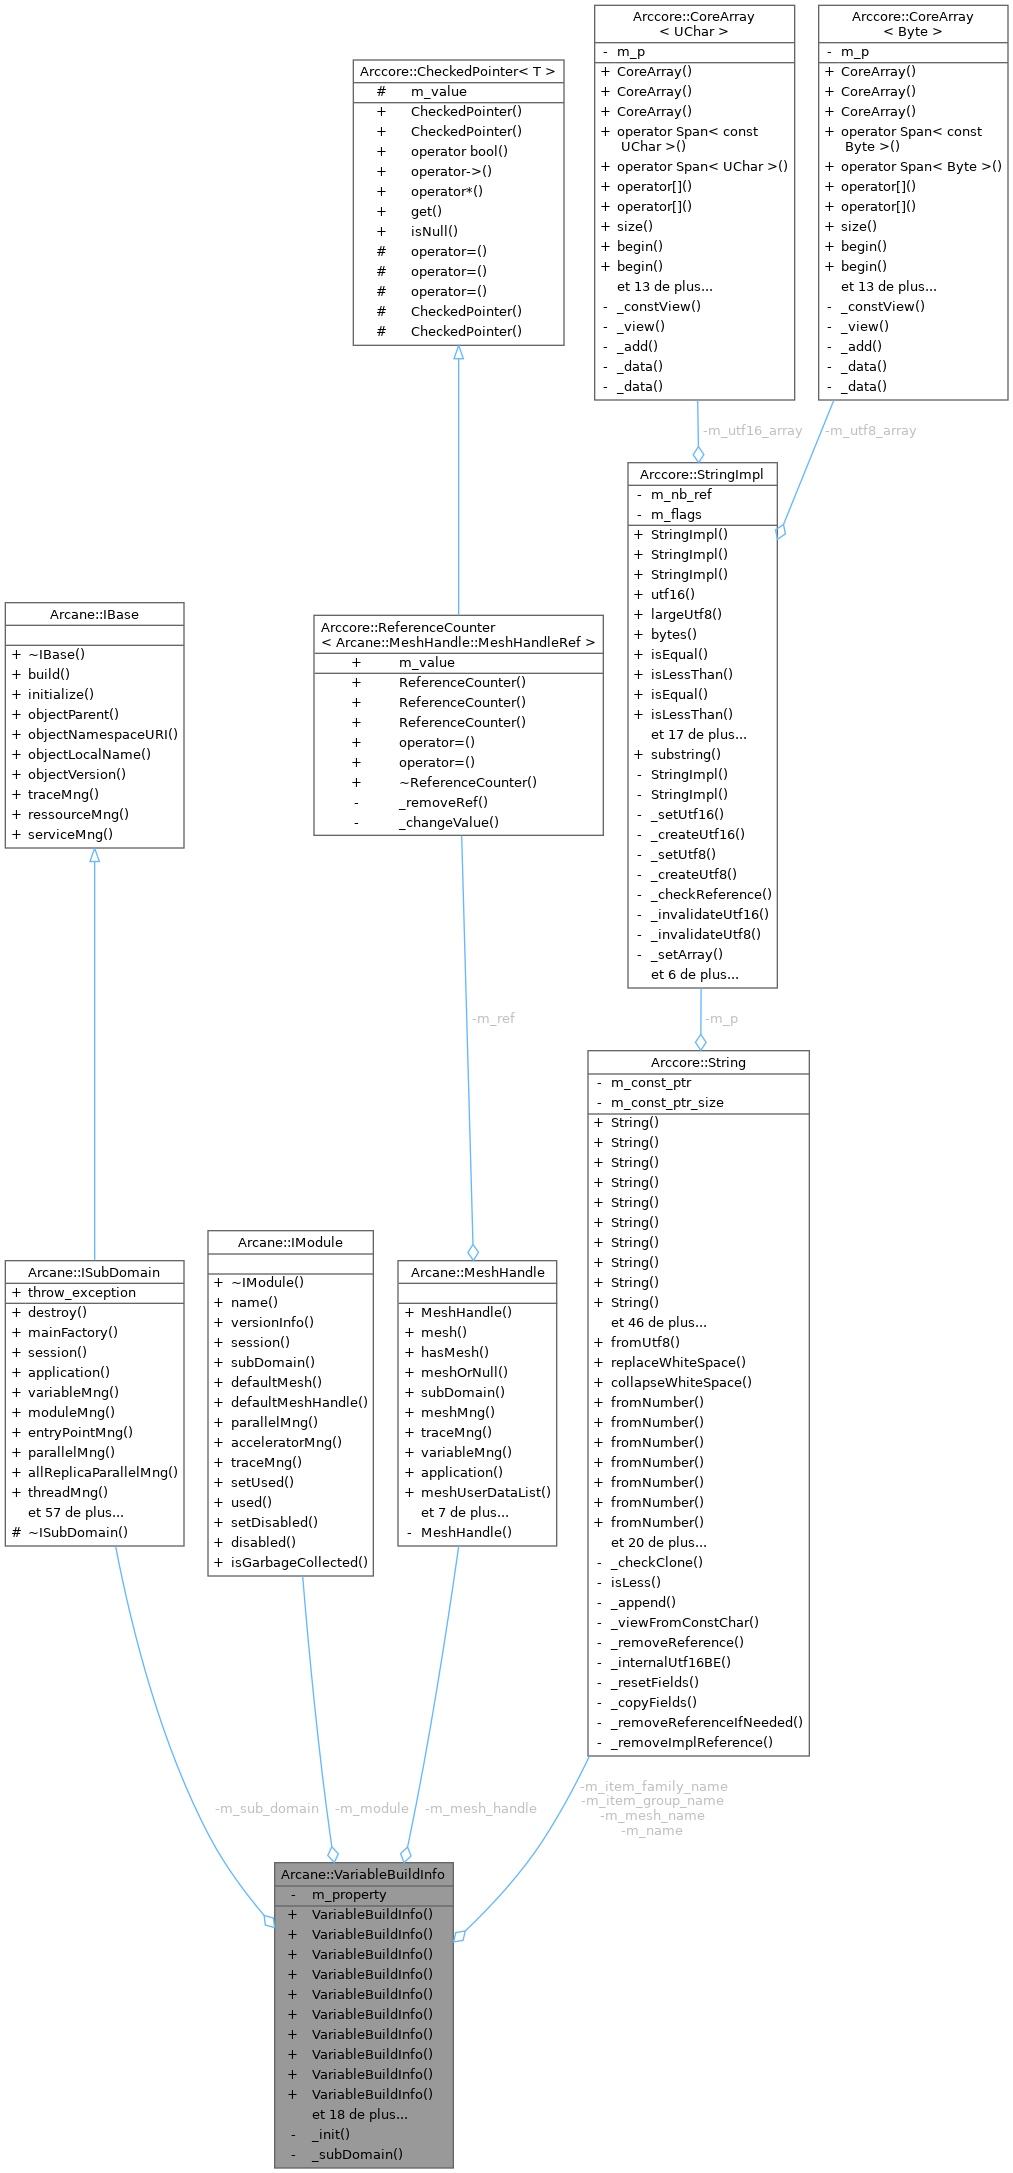 Arccore::CoreArray
< UChar >
- m_p
+ CoreArray()
+ CoreArray()
+ CoreArray()
+ operator Span< const
UChar >()
+ operator Span< UChar >()
+ operator[]()
+ operator[]()
+ size()
+ begin()
+ begin()
et 13 de plus...
- _constView()
- _view()
- _add()
- _data()
- _data()
Arccore::CoreArray
< Byte >
- m_p
+ CoreArray()
+ CoreArray()
+ CoreArray()
+ operator Span< const
Byte >()
+ operator Span< Byte >()
+ operator[]()
+ operator[]()
+ size()
+ begin()
+ begin()
et 13 de plus...
- _constView()
- _view()
- _add()
- _data()
- _data()
Arccore::CheckedPointer< T >
# m_value
+ CheckedPointer()
+ CheckedPointer()
+ operator bool()
+ operator->()
+ operator*()
+ get()
+ isNull()
# operator=()
# operator=()
# operator=()
# CheckedPointer()
# CheckedPointer()
-m_utf16_array
-m_utf8_array
Arccore::StringImpl
- m_nb_ref
- m_flags
+ StringImpl()
+ StringImpl()
+ StringImpl()
+ utf16()
+ largeUtf8()
+ bytes()
+ isEqual()
+ isLessThan()
+ isEqual()
+ isLessThan()
et 17 de plus...
+ substring()
- StringImpl()
- StringImpl()
- _setUtf16()
- _createUtf16()
- _setUtf8()
- _createUtf8()
- _checkReference()
- _invalidateUtf16()
- _invalidateUtf8()
- _setArray()
et 6 de plus...
Arcane::IBase
+ ~IBase()
+ build()
+ initialize()
+ objectParent()
+ objectNamespaceURI()
+ objectLocalName()
+ objectVersion()
+ traceMng()
+ ressourceMng()
+ serviceMng()
Arccore::ReferenceCounter
< Arcane::MeshHandle::MeshHandleRef >
+ m_value
+ ReferenceCounter()
+ ReferenceCounter()
+ ReferenceCounter()
+ operator=()
+ operator=()
+ ~ReferenceCounter()
- _removeRef()
- _changeValue()
-m_ref
-m_p
Arccore::String
- m_const_ptr
- m_const_ptr_size
+ String()
+ String()
+ String()
+ String()
+ String()
+ String()
+ String()
+ String()
+ String()
+ String()
et 46 de plus...
+ fromUtf8()
+ replaceWhiteSpace()
+ collapseWhiteSpace()
+ fromNumber()
+ fromNumber()
+ fromNumber()
+ fromNumber()
+ fromNumber()
+ fromNumber()
+ fromNumber()
et 20 de plus...
- _checkClone()
- isLess()
- _append()
- _viewFromConstChar()
- _removeReference()
- _internalUtf16BE()
- _resetFields()
- _copyFields()
- _removeReferenceIfNeeded()
- _removeImplReference()
Arcane::ISubDomain
+ throw_exception
+ destroy()
+ mainFactory()
+ session()
+ application()
+ variableMng()
+ moduleMng()
+ entryPointMng()
+ parallelMng()
+ allReplicaParallelMng()
+ threadMng()
et 57 de plus...
# ~ISubDomain()
Arcane::IModule
+ ~IModule()
+ name()
+ versionInfo()
+ session()
+ subDomain()
+ defaultMesh()
+ defaultMeshHandle()
+ parallelMng()
+ acceleratorMng()
+ traceMng()
+ setUsed()
+ used()
+ setDisabled()
+ disabled()
+ isGarbageCollected()
Arcane::MeshHandle
+ MeshHandle()
+ mesh()
+ hasMesh()
+ meshOrNull()
+ subDomain()
+ meshMng()
+ traceMng()
+ variableMng()
+ application()
+ meshUserDataList()
et 7 de plus...
- MeshHandle()
-m_sub_domain
-m_module
-m_mesh_handle
-m_item_family_name
-m_item_group_name
-m_mesh_name
-m_name
Arcane::VariableBuildInfo
- m_property
+ VariableBuildInfo()
+ VariableBuildInfo()
+ VariableBuildInfo()
+ VariableBuildInfo()
+ VariableBuildInfo()
+ VariableBuildInfo()
+ VariableBuildInfo()
+ VariableBuildInfo()
+ VariableBuildInfo()
+ VariableBuildInfo()
et 18 de plus...
- _init()
- _subDomain()